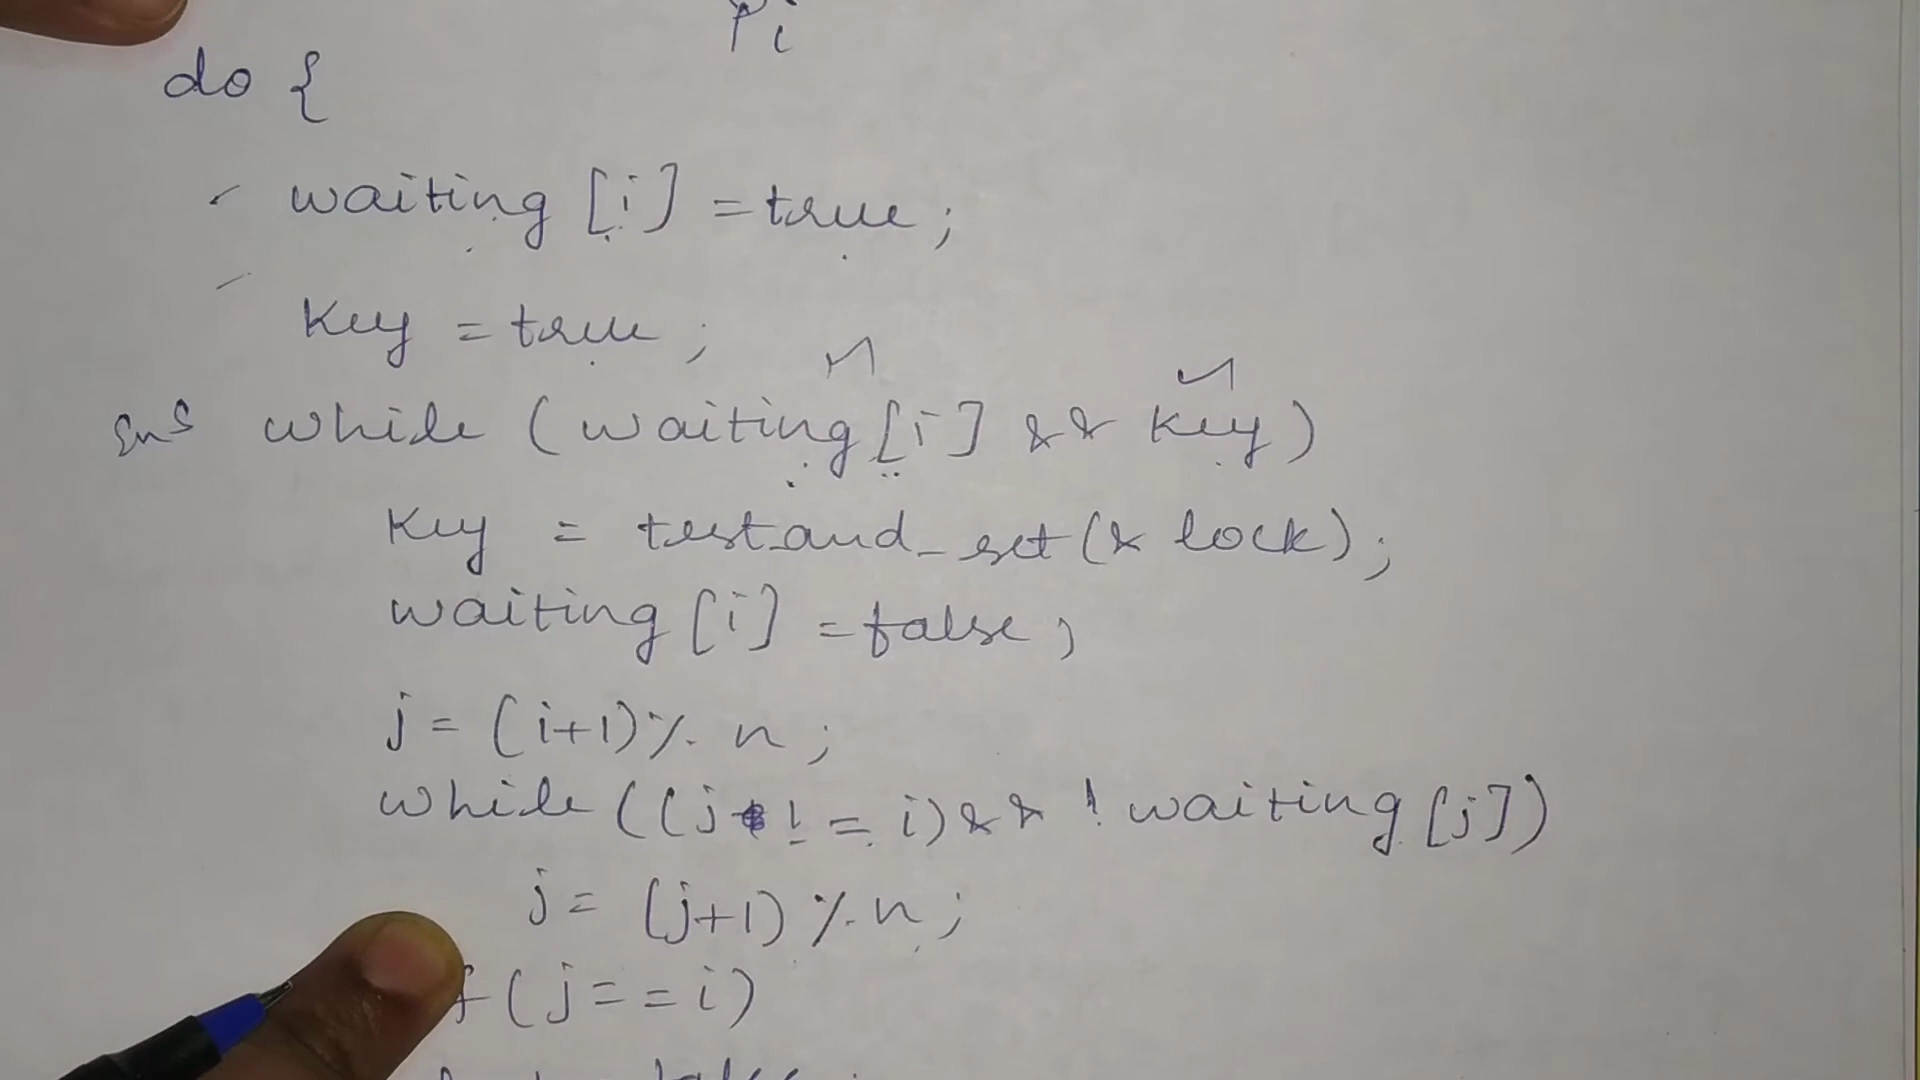 Pi
do {
waiting [i] = true;
Key = true;
while (waiting [i] && Key)
Key = test_and_set (& lock);
waiting [i] = false;
j = (i+1) % n;
while ((j != i) && ! waiting [j])
j = (j+1) % n;
(j == i)